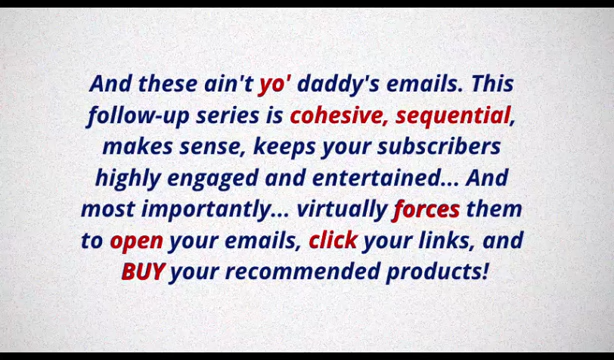 And these ain't yo' daddy's emails. This
follow-up series is cohesive, sequential,
makes sense, keeps your subscribers
highly engaged and entertained... And
most importantly... virtually forces them
to open your emails, click your links, and
BUY your recommended products!